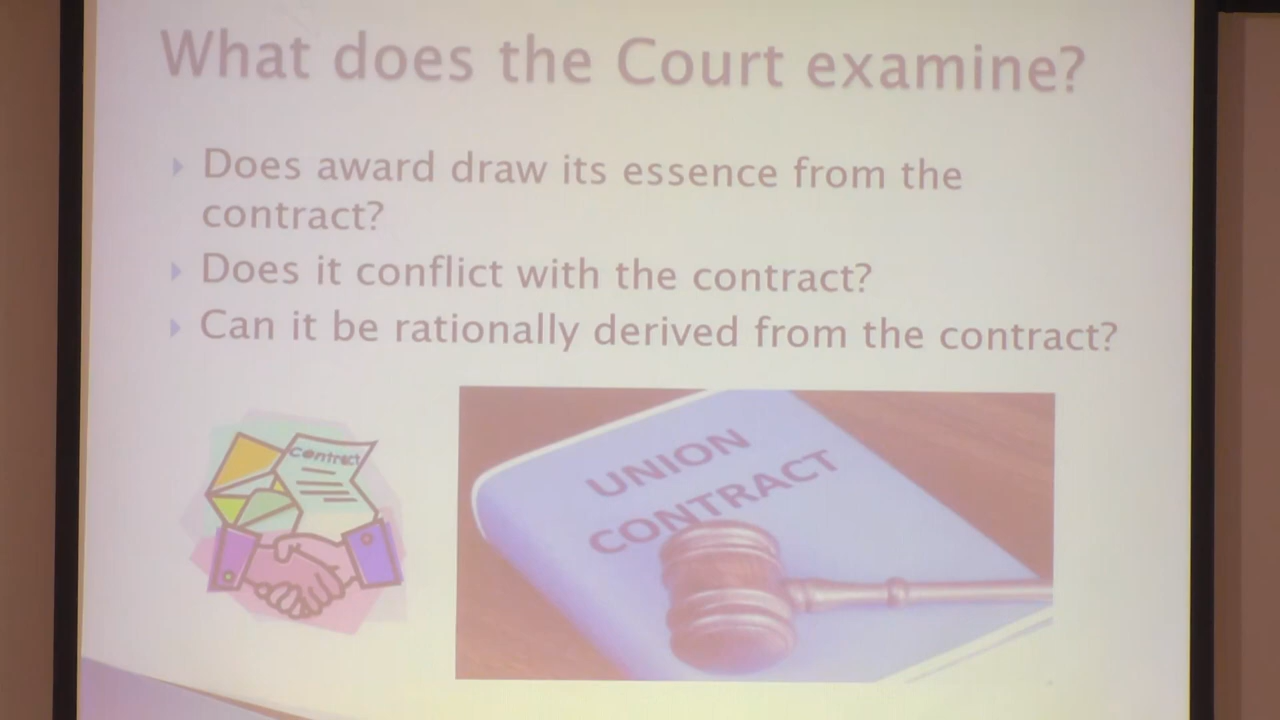 What does the Court examine?
Does award draw its essence from the
contract?
Does it conflict with the contract?
Can it be rationally derived from the contract?
Contract
UNION
CONTRACT